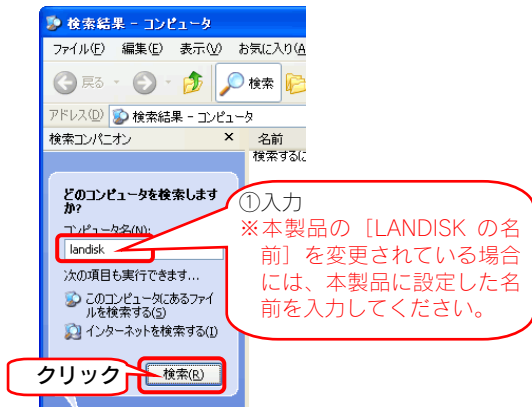 検索結果 - コンピュータ
ファイル(F) 編集(E) 表示(V) お気に入り(A
戻る 検索
アドレス(D) 検索結果 - コンピュータ
検索コンパニオン × 名前
検索する
どのコンピュータを検索します
か?
コンピュータ名(N):
landisk
次の項目も実行できます...
このコンピュータにあるファイ
ルを検索する(S)
インターネットを検索する(I)
検索(R)
クリック
①入力
※本製品の［LANDISK の名
前］を変更されている場合
には、本製品に設定した名
前を入力してください。